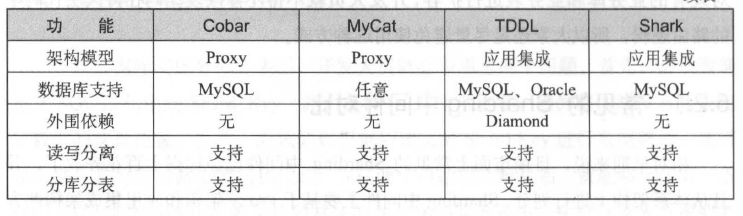 功 能 Cobar MyCat TDDL Shark
架构模型 Proxy Proxy 应用集成 应用集成
数据库支持 MySQL 任意 MySQL、Oracle MySQL
外围依赖 无 无 Diamond 无
读写分离 支持 支持 支持 支持
分库分表 支持 支持 支持 支持